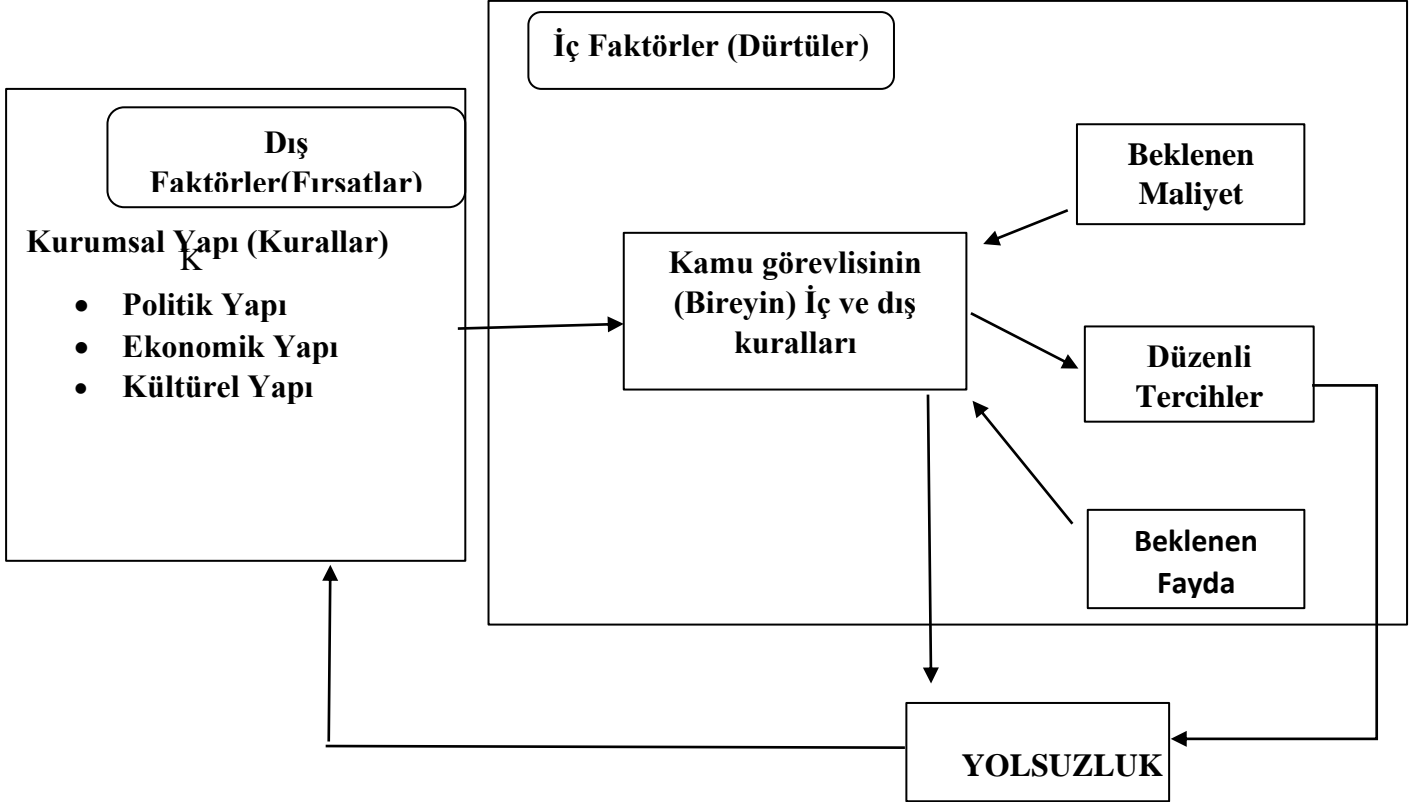 İç Faktörler (Dürtüler)
Dış
Faktörler(Fırsatlar)
Kurumsal Yapı (Kurallar)
K
• Politik Yapı
• Ekonomik Yapı
• Kültürel Yapı
Kamu görevlisinin
(Bireyin) İç ve dış
kuralları
Beklenen
Maliyet
Düzenli
Tercihler
Beklenen
Fayda
YOLSUZLUK